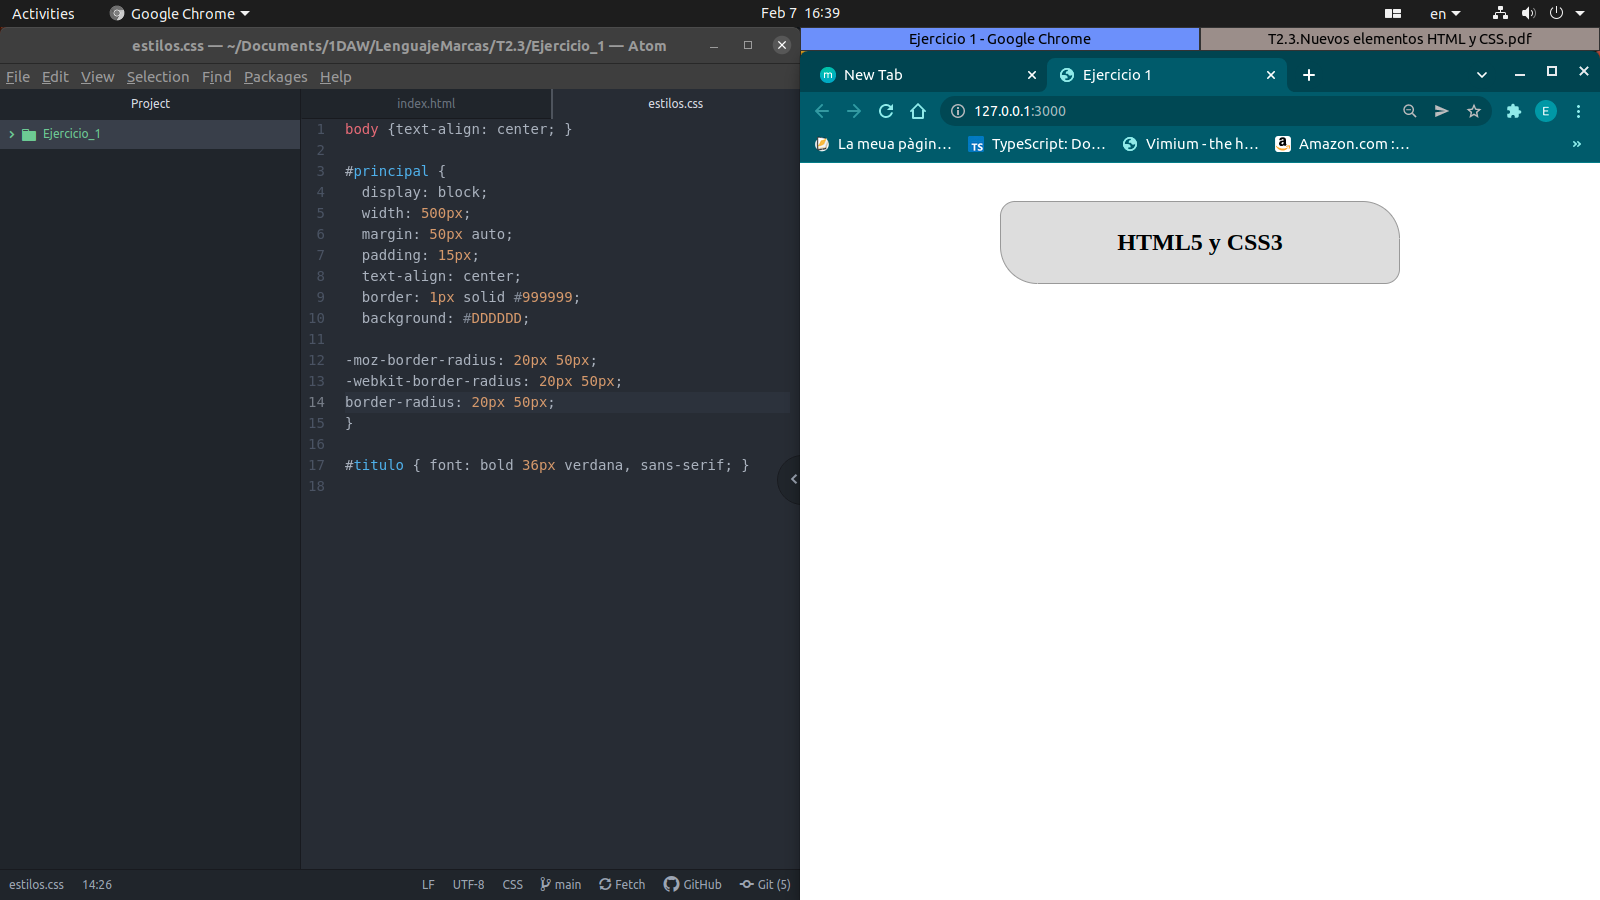 Activities
Google Chrome
Feb 7 16:39
en
estilos.css — ~/Documents/1DAW/LenguajeMarcas/T2.3/Ejercicio_1 — Atom
File Edit View Selection Find Packages Help
Project
index.html
estilos.css
Ejercicio_1
1 body {text-align: center; }
2
3 #principal {
4 display: block;
5 width: 500px;
6 margin: 50px auto;
7 padding: 15px;
8 text-align: center;
9 border: 1px solid #999999;
10 background: #DDDDDD;
11
12 -moz-border-radius: 20px 50px;
13 -webkit-border-radius: 20px 50px;
14 border-radius: 20px 50px;
15 }
16
17 #titulo { font: bold 36px verdana, sans-serif; }
18
estilos.css 14:26
LF UTF-8 CSS main Fetch GitHub Git (5)
Ejercicio 1 - Google Chrome
T2.3.Nuevos elementos HTML y CSS.pdf
m New Tab
Ejercicio 1
127.0.0.1:3000
E
La meua pàgin...
TS TypeScript: Do...
Vimium - the h...
a Amazon.com :...
»
HTML5 y CSS3